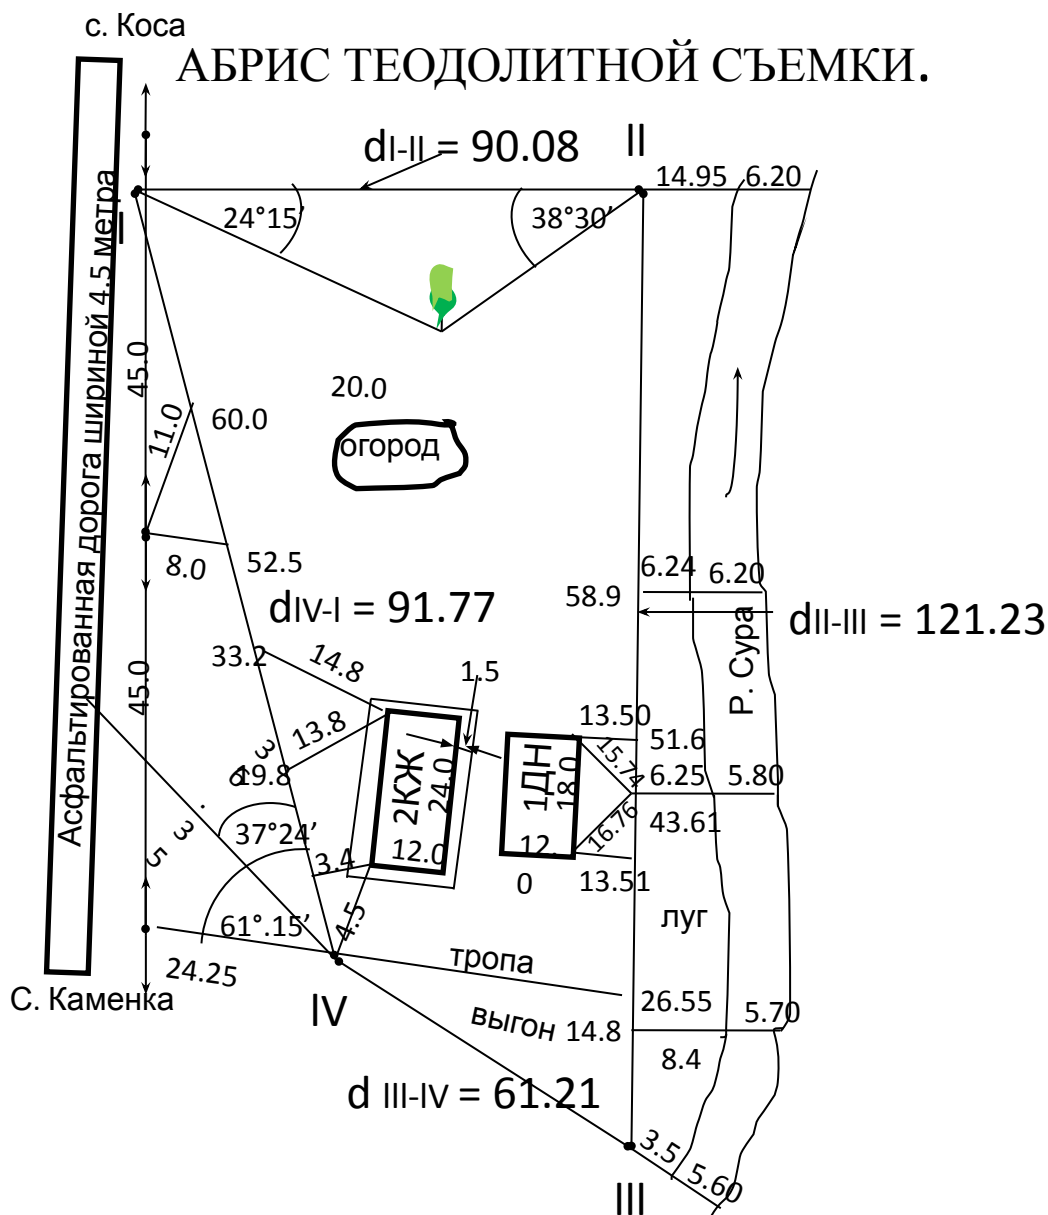 с. Коса
АБРИС ТЕОДОЛИТНОЙ СЪЕМКИ.
dI-II = 90.08
II
14.95 6.20
I
24°15’
38°30’
Асфальтированная дорога шириной 4.5 метра
45.0
20.0
11.0
60.0
огород
8.0
52.5
6.24 6.20
58.9
dIV-I = 91.77
dII-III = 121.23
Р. Сура
33.2
14.8
1.5
45.0
13.8
13.50
51.6
15.74
6.25 5.80
19.8
2КЖ
24.0
1ДН
18.0
16.76
43.61
5 3 . 6 3
37°24’
3.4
12.0
12.
0
13.51
луг
4.5
61°.15’
тропа
24.25
26.55
5.70
С. Каменка
IV
выгон
14.8
8.4
d III-IV = 61.21
3.5
5.60
III